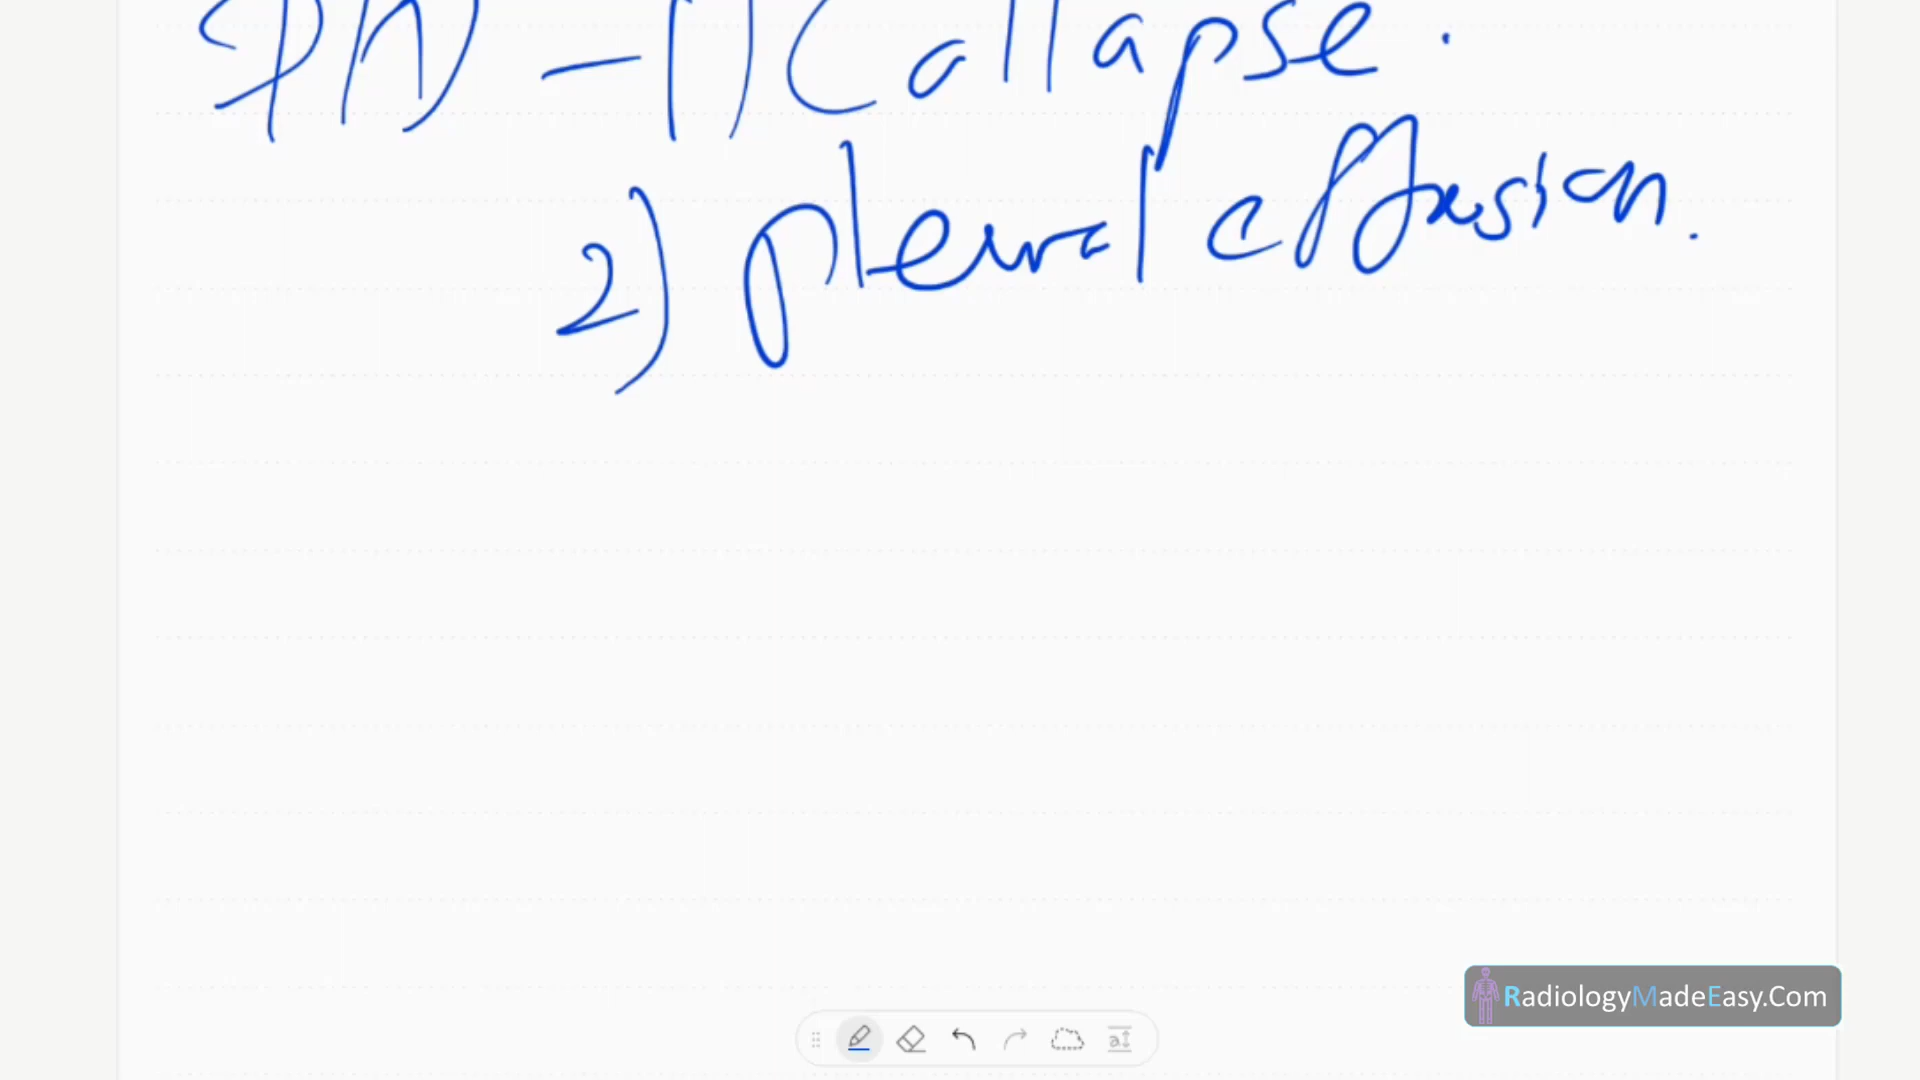 - 1) Collapse.
2) pleural effusion.
RadiologyMadeEasy.Com